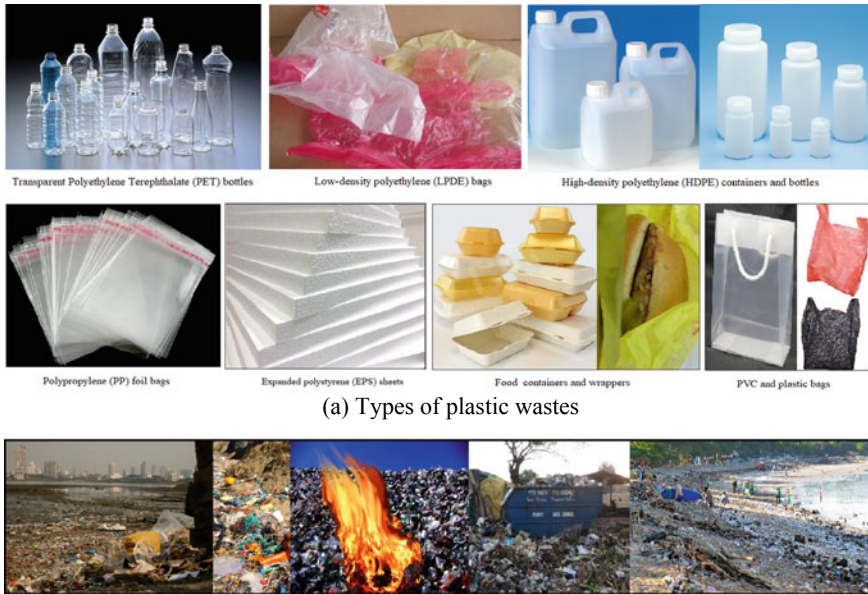 Transparent Polyethylene Terephthalate (PET) bottles
Low-density polyethylene (LPDE) bags
High-density polyethylene (HDPE) containers and bottles
Polypropylene (PP) foil bags
Expanded polystyrene (EPS) sheets
Food containers and wrappers
PVC and plastic bags
(a) Types of plastic wastes